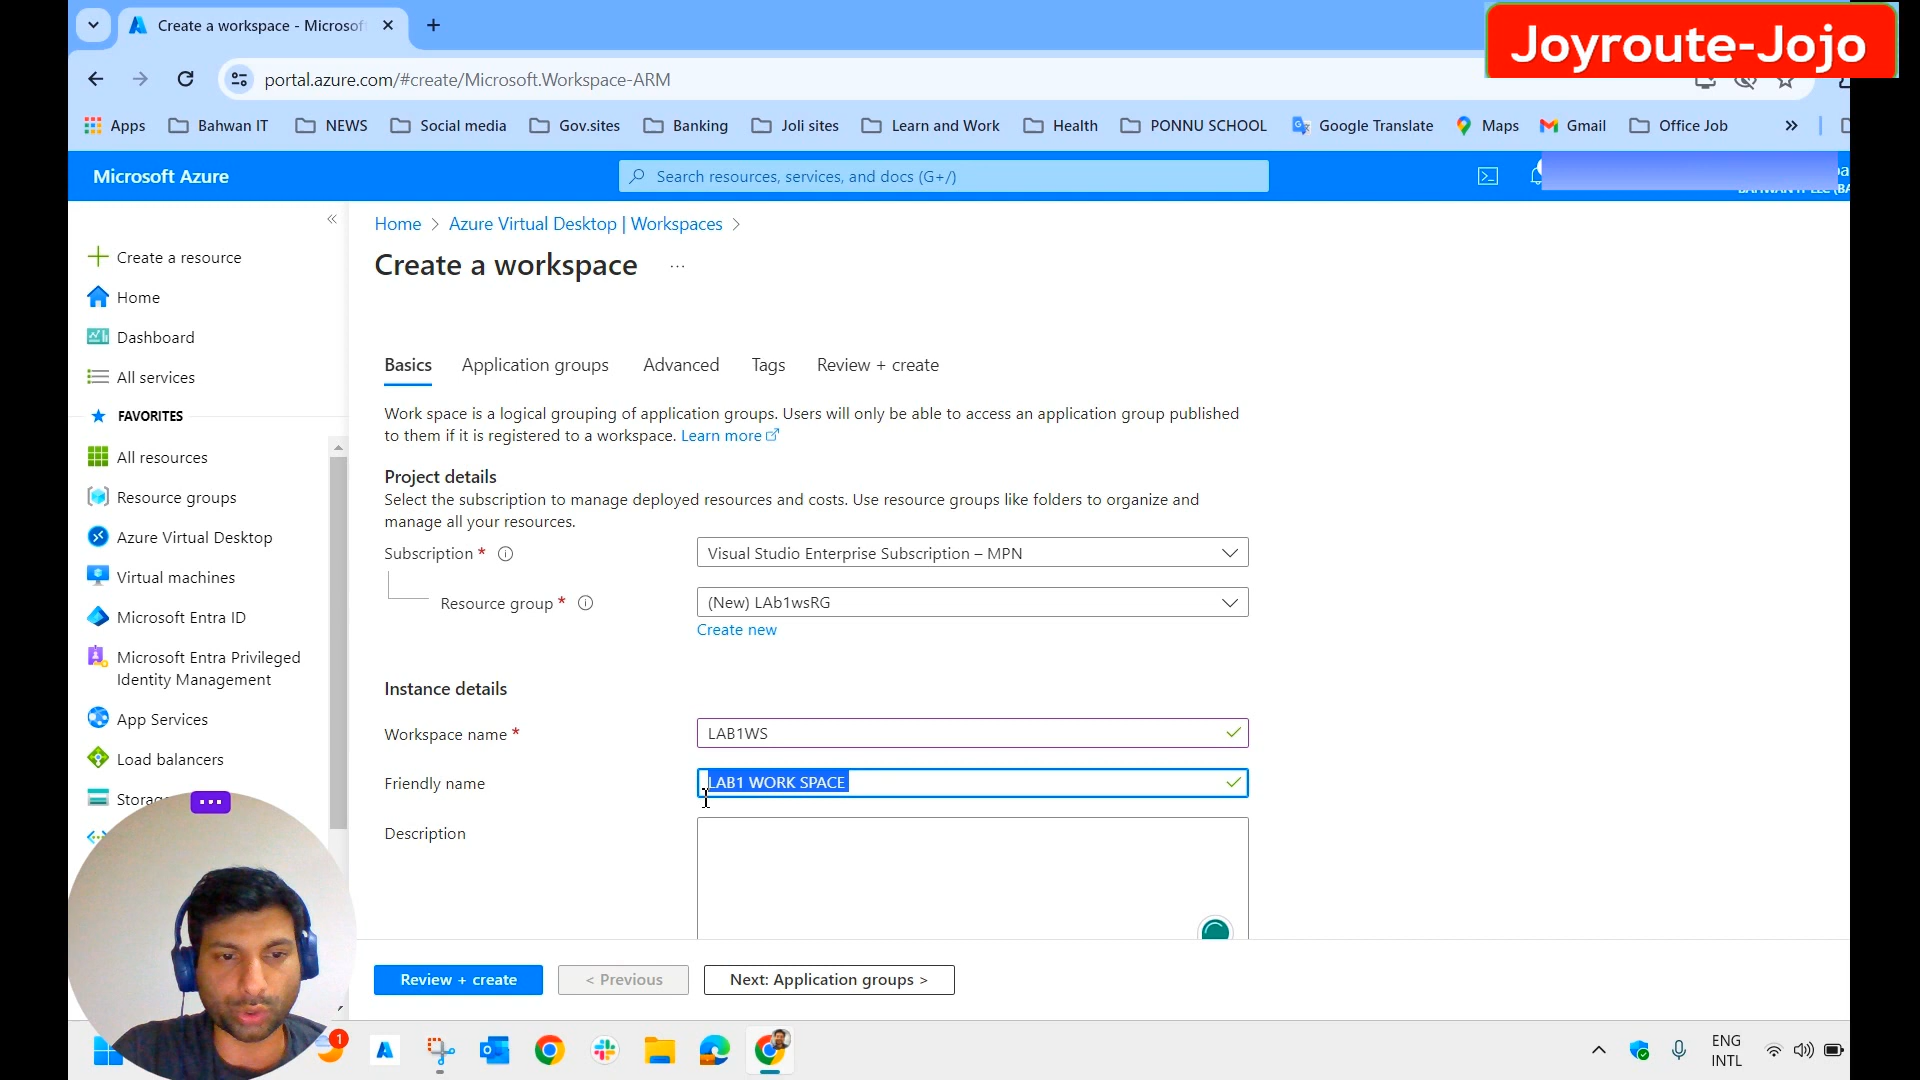 Create a workspace - Microsof
Joyroute-Jojo
portal.azure.com/#create/Microsoft.Workspace-ARM
Apps
Bahwan IT
NEWS
Social media
Gov.sites
Banking
Joli sites
Learn and Work
Health
PONNU SCHOOL
Google Translate
Maps
Gmail
Office Job
Microsoft Azure
Search resources, services, and docs (G+/)
Home > Azure Virtual Desktop | Workspaces >
Create a workspace
Create a resource
Home
Dashboard
All services
FAVORITES
All resources
Resource groups
Azure Virtual Desktop
Virtual machines
Microsoft Entra ID
Microsoft Entra Privileged
Identity Management
App Services
Load balancers
Basics
Application groups
Advanced
Tags
Review + create
Work space is a logical grouping of application groups. Users will only be able to access an application group published
to them if it is registered to a workspace. Learn more
Project details
Select the subscription to manage deployed resources and costs. Use resource groups like folders to organize and
manage all your resources.
Subscription *
Visual Studio Enterprise Subscription – MPN
Resource group *
(New) LAb1wsRG
Create new
Instance details
Workspace name *
LAB1WS
Friendly name
LAB1 WORK SPACE
Description
Review + create
< Previous
Next: Application groups >
1
ENG
INTL